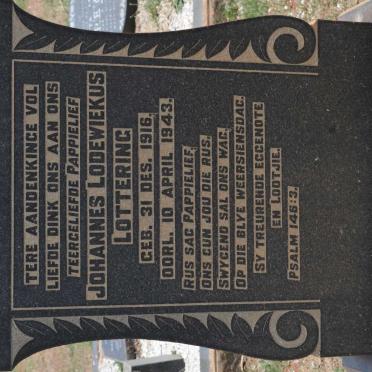 TERE AANDENKINGE VOL
LIEFDE DINK ONS AAN ONS
TEERGELIEFDE PAPPIELIEF
JOHANNES LODEWIEKUS
LOTTERING
GEB. 31 DES. 1916.
OORL. 10 APRIL 1943.
RUS SAG PAPPIELIEF,
ONS GUN JOU DIE RUS.
SWYGEND SAL ONS WAG,
OP DIE BLYE WEERSIENSDAG.
SY TREURENDE EGGENOTE
EN LOOTJIE.
PSALM 146:9.